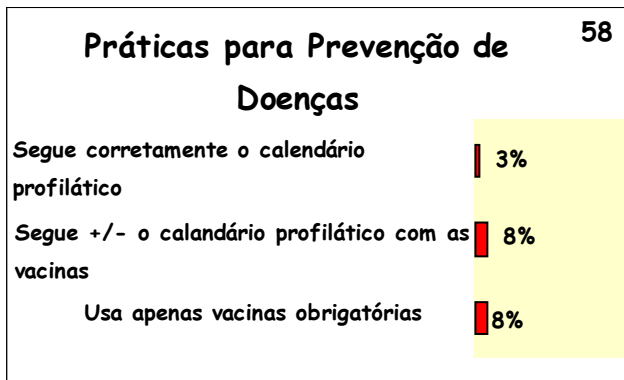 58
Práticas para Prevenção de
Doenças
Segue corretamente o calendário
profilático
3%
Segue +/- o calandário profilático com as
vacinas
8%
Usa apenas vacinas obrigatórias
8%